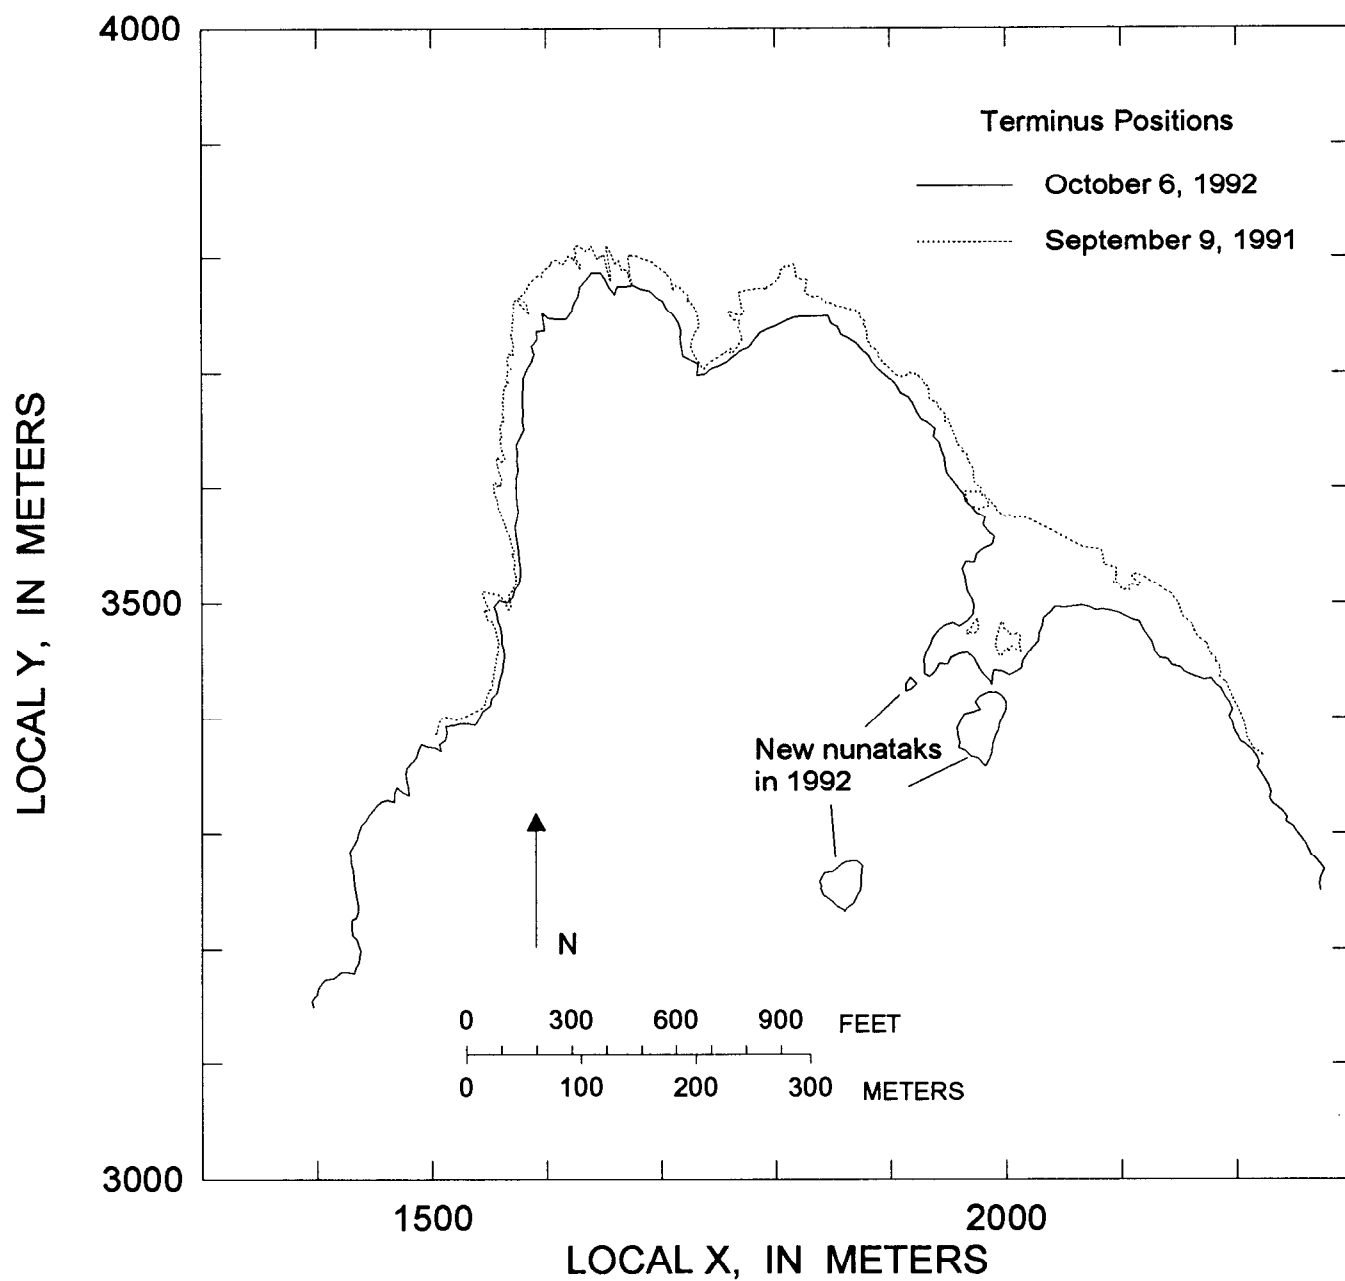 4000
Terminus Positions
October 6, 1992
September 9, 1991
LOCAL Y, IN METERS
3500
New nunataks
in 1992
N
0 300 600 900 FEET
0 100 200 300 METERS
3000
1500 2000
LOCAL X, IN METERS